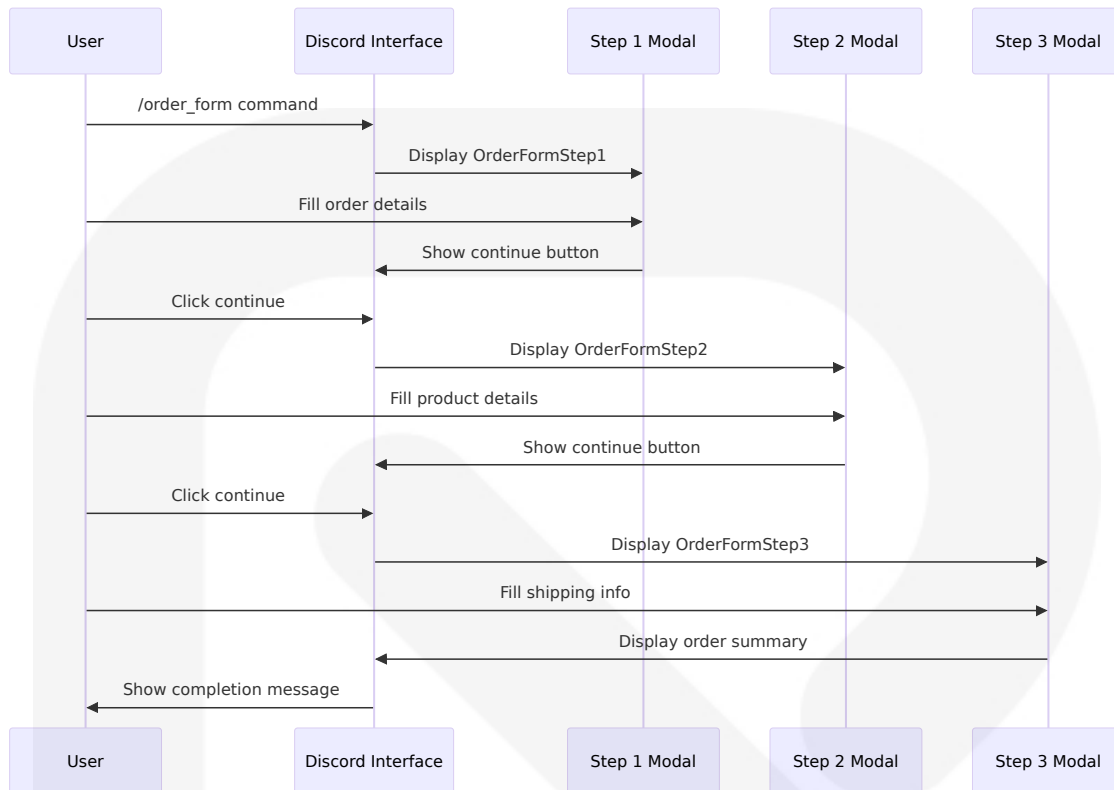 User
Discord Interface
Step 1 Modal
Step 2 Modal
Step 3 Modal
/order_form command
Display OrderFormStep1
Fill order details
Show continue button
Click continue
Display OrderFormStep2
Fill product details
Show continue button
Click continue
Display OrderFormStep3
Fill shipping info
Display order summary
Show completion message
User
Discord Interface
Step 1 Modal
Step 2 Modal
Step 3 Modal